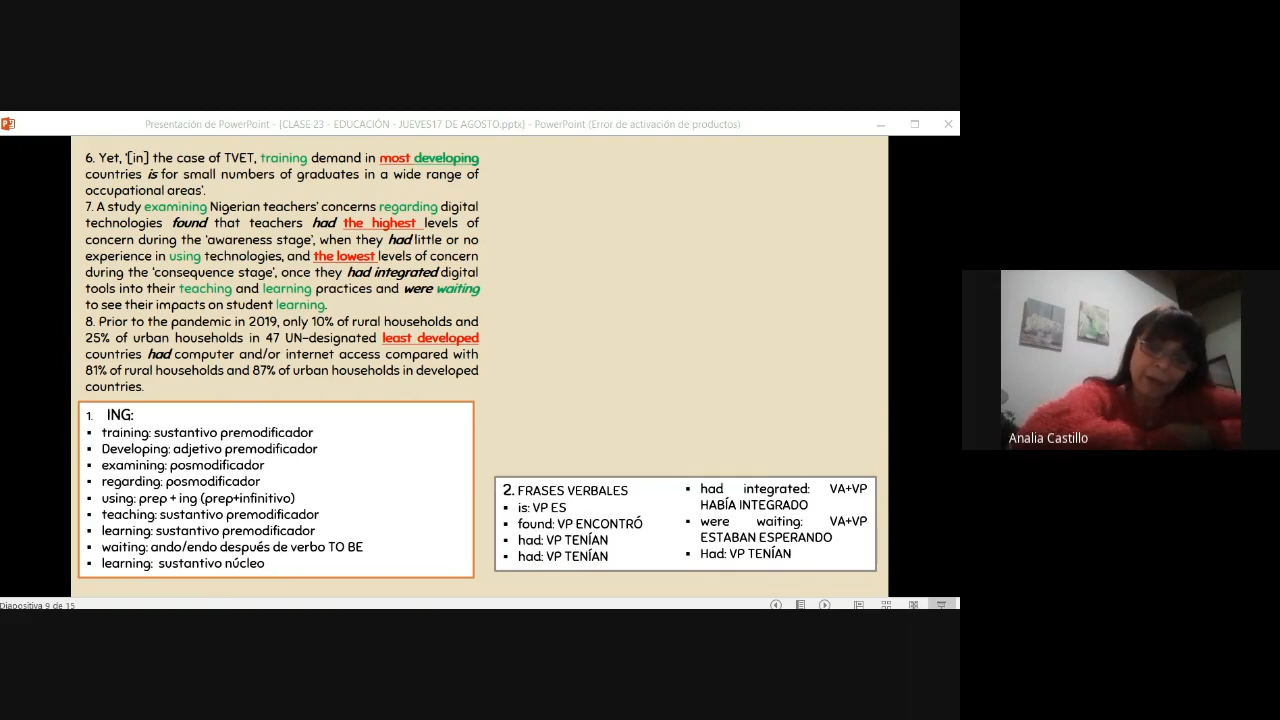 Presentación de PowerPoint - [CLASE 23 - EDUCACIÓN - JUEVES17 DE AGOSTO.pptx] - PowerPoint (Error de activación de productos)
6. Yet, '[in] the case of TVET, training demand in most developing
countries is for small numbers of graduates in a wide range of
occupational areas'.
7. A study examining Nigerian teachers' concerns regarding digital
technologies found that teachers had the highest levels of
concern during the 'awareness stage', when they had little or no
experience in using technologies, and the lowest levels of concern
during the 'consequence stage', once they had integrated digital
tools into their teaching and learning practices and were waiting
to see their impacts on student learning.
8. Prior to the pandemic in 2019, only 10% of rural households and
25% of urban households in 47 UN-designated least developed
countries had computer and/or internet access compared with
81% of rural households and 87% of urban households in developed
countries.
1. ING:
▪ training: sustantivo premodificador
▪ Developing: adjetivo premodificador
▪ examining: posmodificador
▪ regarding: posmodificador
▪ using: prep + ing (prep+infinitivo)
▪ teaching: sustantivo premodificador
▪ learning: sustantivo premodificador
▪ waiting: ando/endo después de verbo TO BE
▪ learning: sustantivo núcleo
2. FRASES VERBALES
▪ is: VP ES
▪ found: VP ENCONTRÓ
▪ had: VP TENÍAN
▪ had: VP TENÍAN
▪ had integrated: VA+VP
HABÍA INTEGRADO
▪ were waiting: VA+VP
ESTABAN ESPERANDO
▪ Had: VP TENÍAN
Diapositiva 9 de 15
Analia Castillo